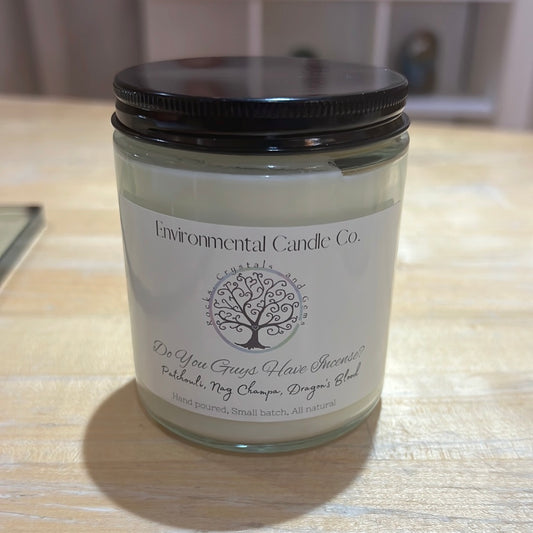 Environmental Candle Co.
Rocks, Crystals, and Gems
Do You Guys Have Incense?
Patchouli, Nag Champa, Dragon's Blood
Hand poured, Small batch, All natural